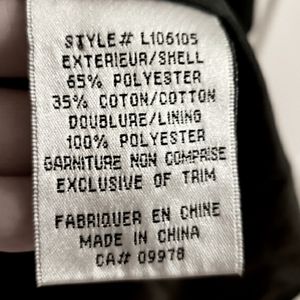 STYLE# L106105
EXTERIEUR/SHELL
65% POLYESTER
35% COTON/COTTON
DOUBLURE/LINING
100% POLYESTER
GARNITURE NON COMPRISE
EXCLUSIVE OF TRIM
FABRIQUER EN CHINE
MADE IN CHINA
CA# 09978